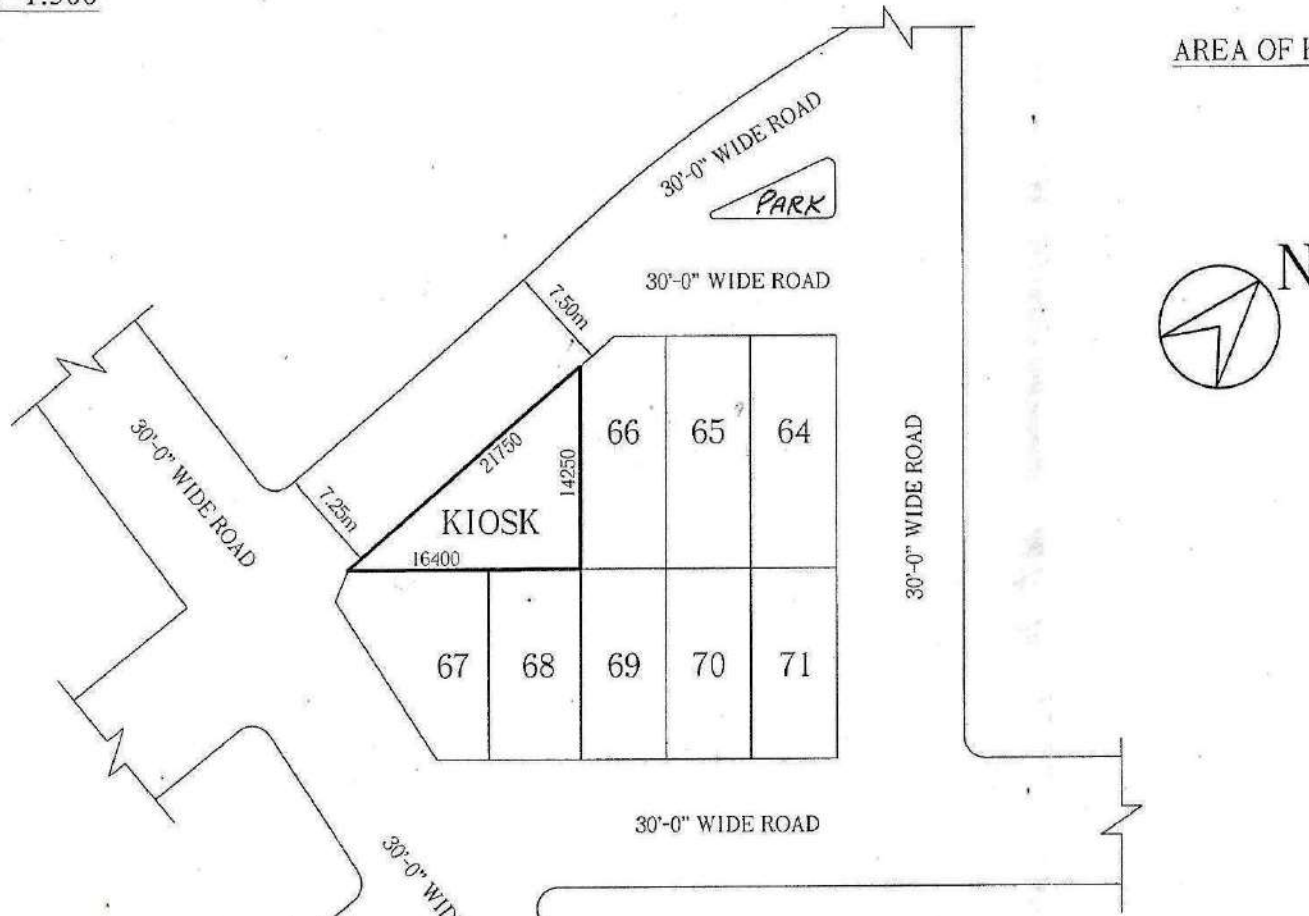 1:500
AREA OF
30'-0" WIDE ROAD
PARK
N
30'-0" WIDE ROAD
7.50m
30'-0" WIDE ROAD
21750
14250
66
65
64
30'-0" WIDE ROAD
7.25m
KIOSK
16400
67
68
69
70
71
30'-0" WIDE ROAD
30'-0"